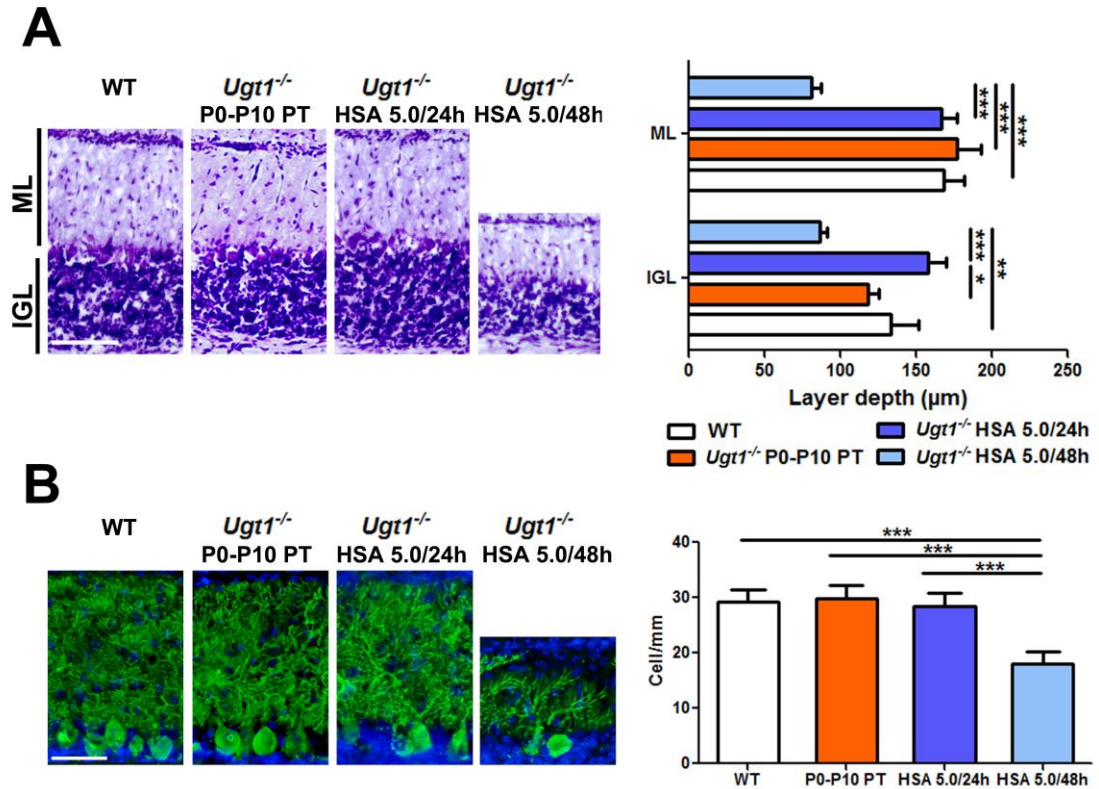 A
WT
Ugt1-/-
P0-P10 PT
Ugt1-/-
HSA 5.0/24h
Ugt1-/-
HSA 5.0/48h
ML
IGL
ML
IGL
***
***
***
***
*
**
0 50 100 150 200 250
Layer depth (µm)
WT
Ugt1-/- HSA 5.0/24h
Ugt1-/- P0-P10 PT
Ugt1-/- HSA 5.0/48h
B
WT
Ugt1-/-
P0-P10 PT
Ugt1-/-
HSA 5.0/24h
Ugt1-/-
HSA 5.0/48h
Cell/mm
40
30
20
10
0
***
***
***
WT P0-P10 PT HSA 5.0/24h HSA 5.0/48h